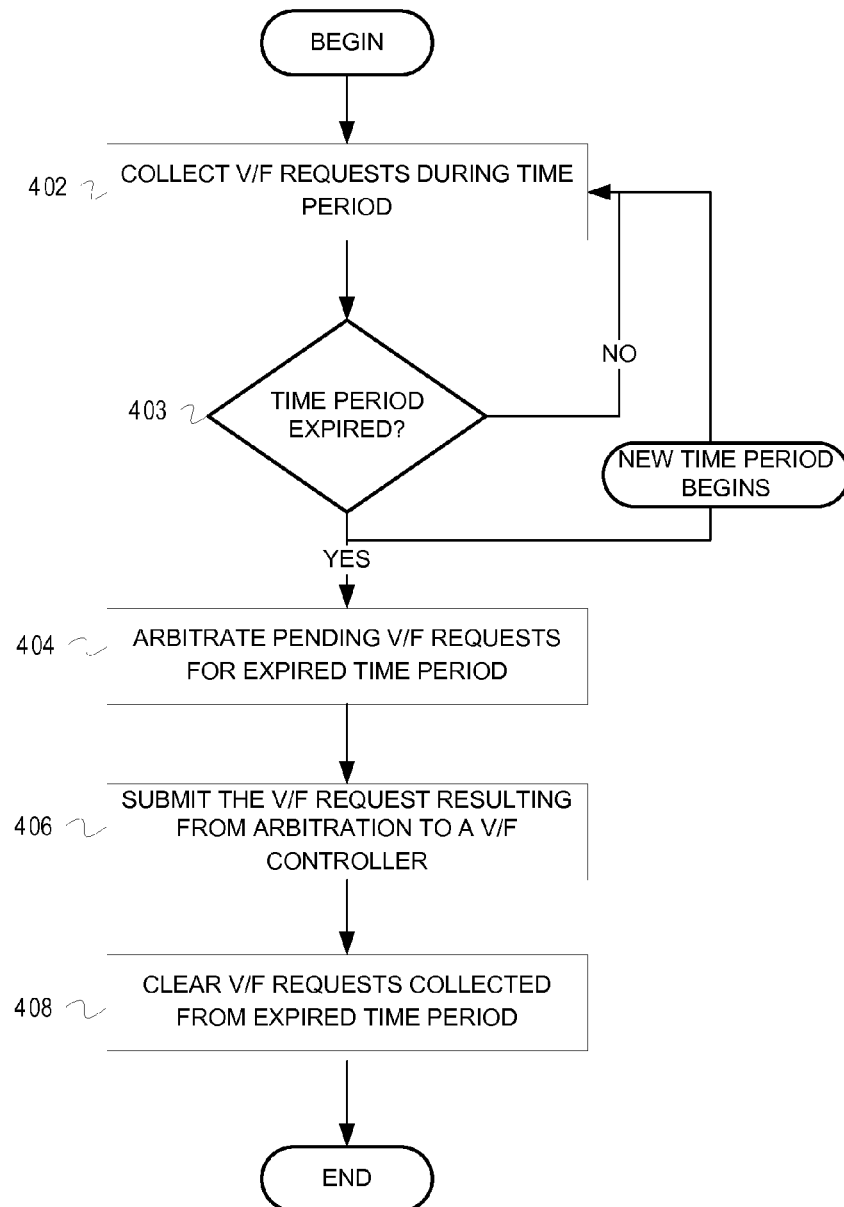 BEGIN
402
COLLECT V/F REQUESTS DURING TIME
PERIOD
NO
403
TIME PERIOD
EXPIRED?
NEW TIME PERIOD
BEGINS
YES
404
ARBITRATE PENDING V/F REQUESTS
FOR EXPIRED TIME PERIOD
406
SUBMIT THE V/F REQUEST RESULTING
FROM ARBITRATION TO A V/F
CONTROLLER
408
CLEAR V/F REQUESTS COLLECTED
FROM EXPIRED TIME PERIOD
END